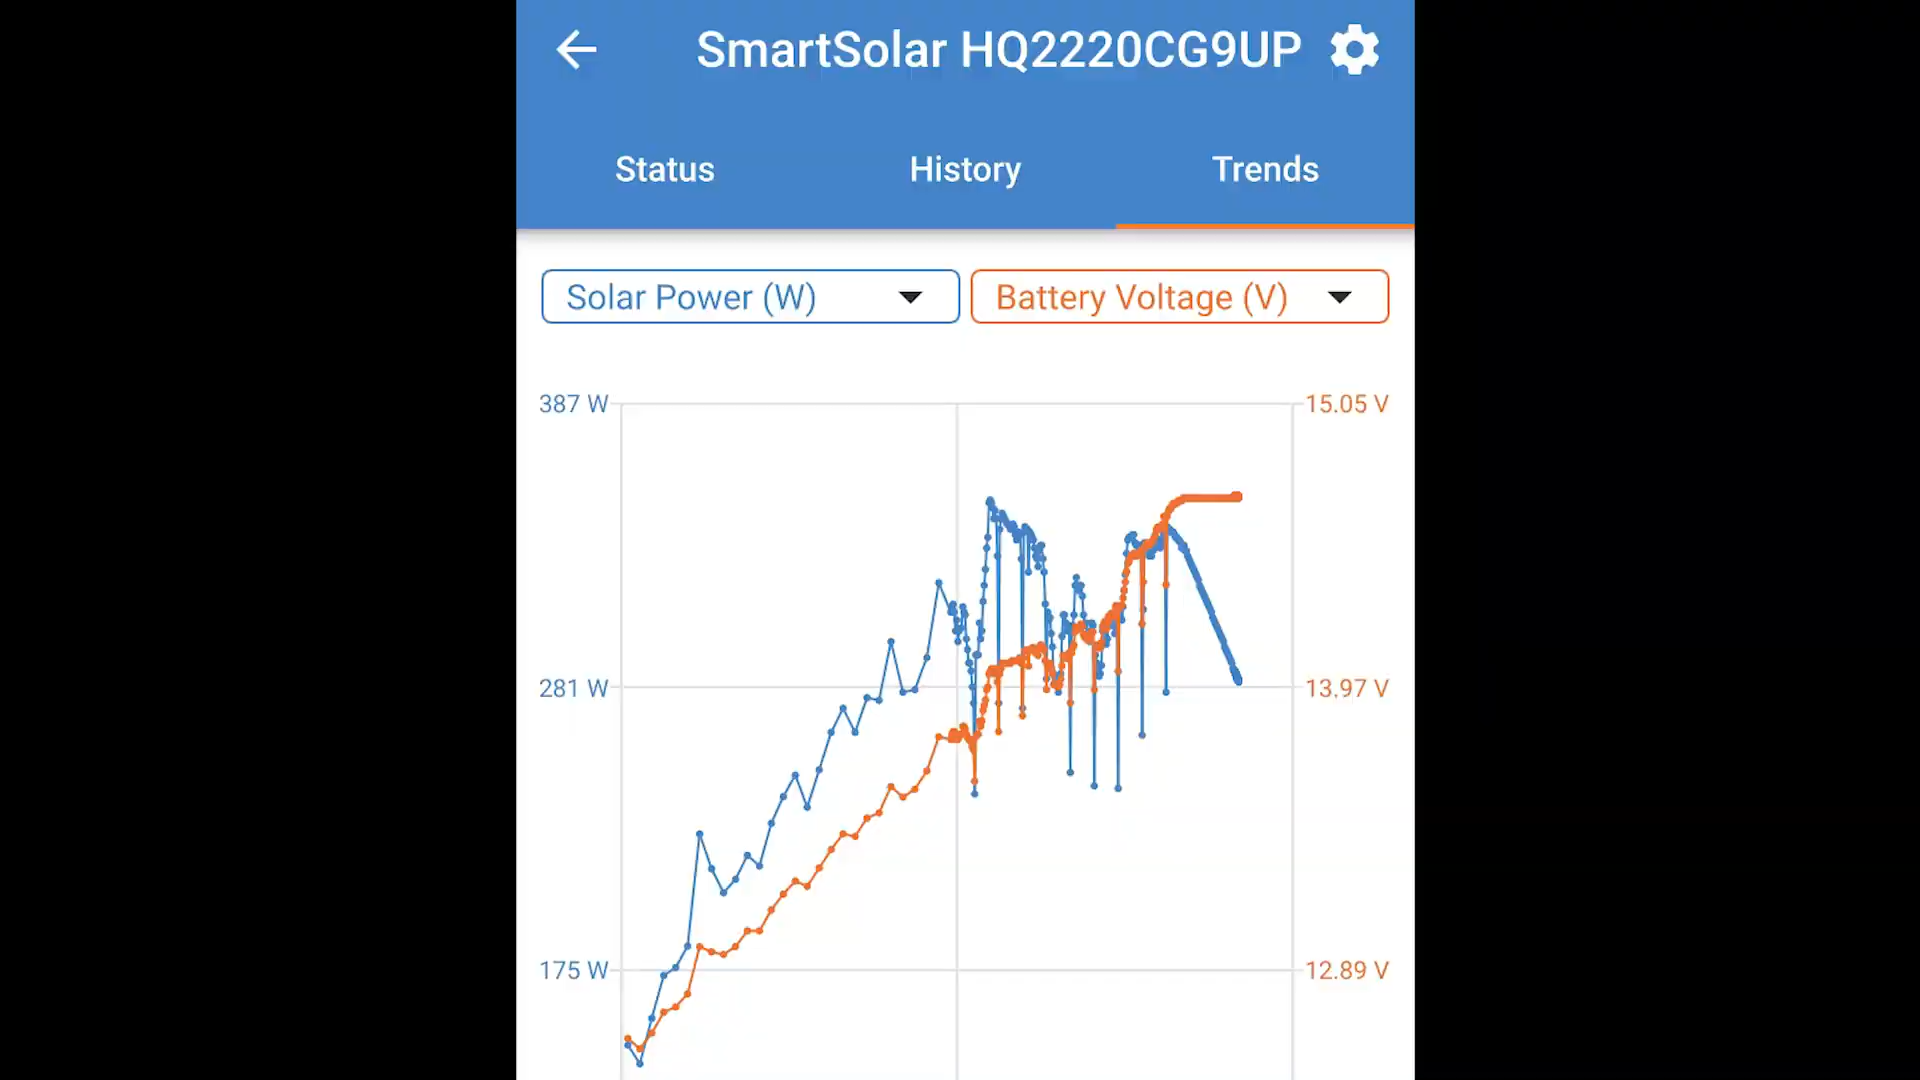 SmartSolar HQ2220CG9UP
Status History Trends
Solar Power (W) Battery Voltage (V)
387 W 15.05 V
281 W 13.97 V
175 W 12.89 V